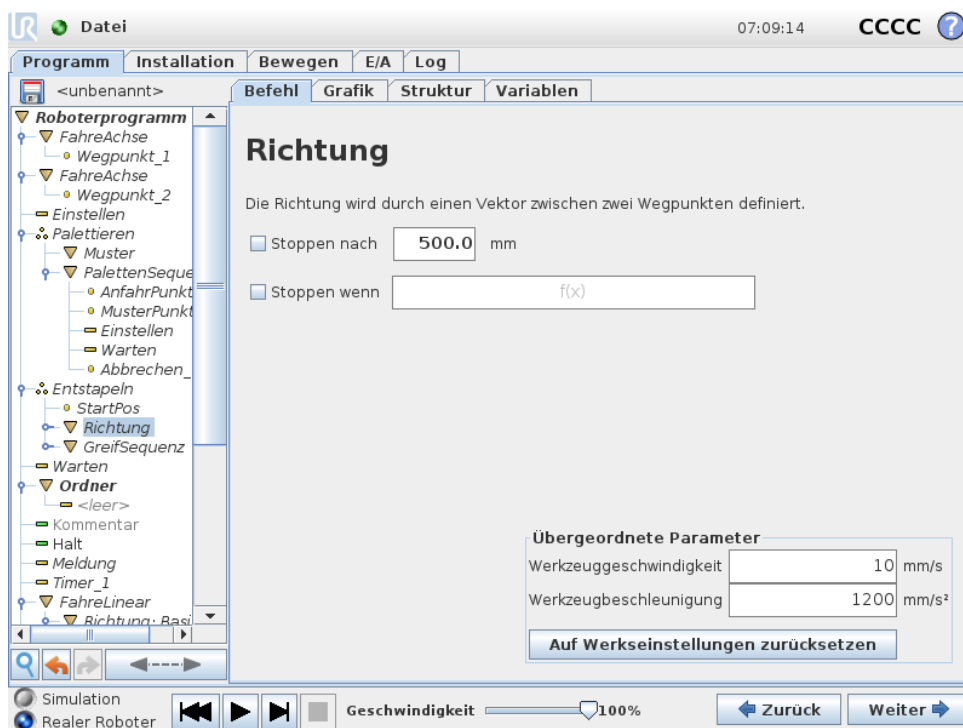 UR Datei 07:09:14 CCCC ?
Programm Installation Bewegen E/A Log
<unbenannt>
Befehl Grafik Struktur Variablen
Roboterprogramm
FahreAchse
Wegpunkt_1
FahreAchse
Wegpunkt_2
Einstellen
Palettieren
Muster
PalettenSeque
AnfahrPunkt
MusterPunkt
Einstellen
Warten
Abbrechen_
Entstapeln
StartPos
Richtung
GreifSequenz
Warten
Ordner
<leer>
Kommentar
Halt
Meldung
Timer_1
FahreLinear
Richtung: Basi
Richtung
Die Richtung wird durch einen Vektor zwischen zwei Wegpunkten definiert.
Stoppen nach 500.0 mm
Stoppen wenn f(x)
Übergeordnete Parameter
Werkzeuggeschwindigkeit 10 mm/s
Werkzeugbeschleunigung 1200 mm/s²
Auf Werkseinstellungen zurücksetzen
Simulation
Realer Roboter
Geschwindigkeit 100%
Zurück
Weiter